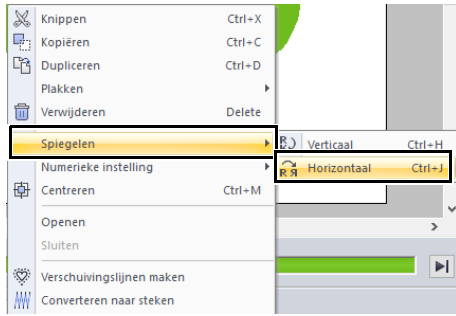 Knippen Ctrl+X
Kopiëren Ctrl+C
Dupliceren Ctrl+D
Plakken
Verwijderen Delete
Spiegelen
Verticaal Ctrl+H
Numerieke instelling
Horizontaal Ctrl+J
Centreren Ctrl+M
Openen
Sluiten
Verschuivingslijnen maken
Converteren naar steken